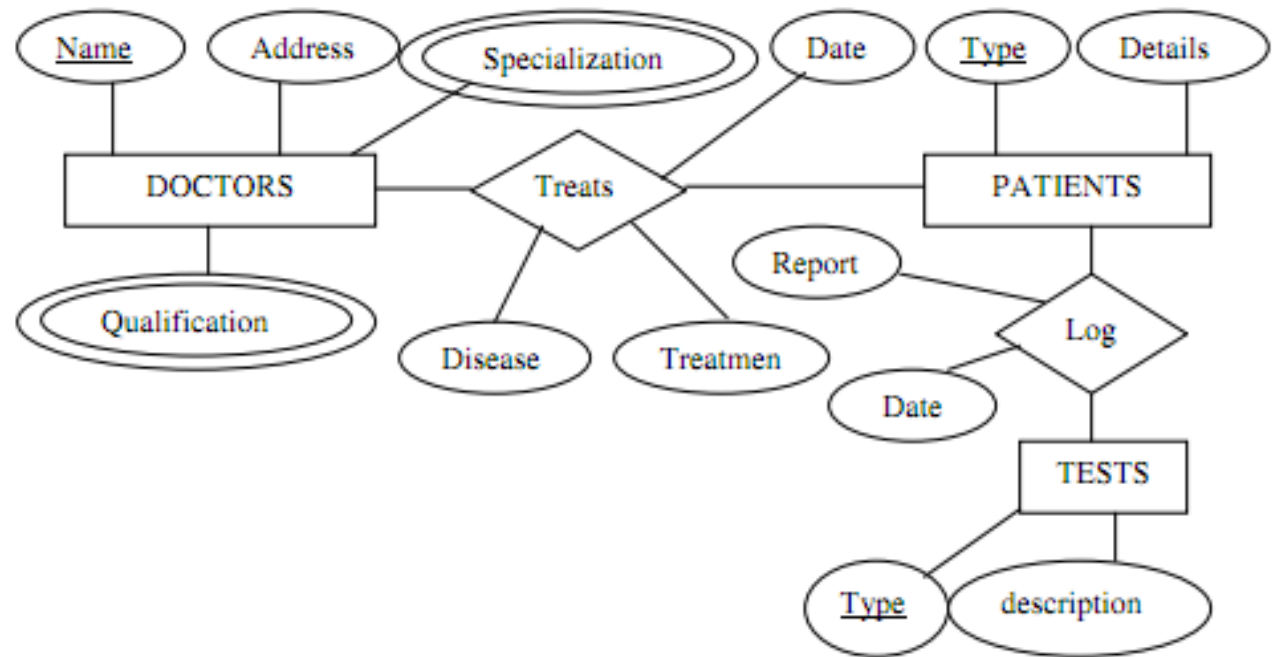 Name
Address
Specialization
Date
Type
Details
DOCTORS
Treats
PATIENTS
Report
Qualification
Log
Disease
Treatmen
Date
TESTS
Type
description